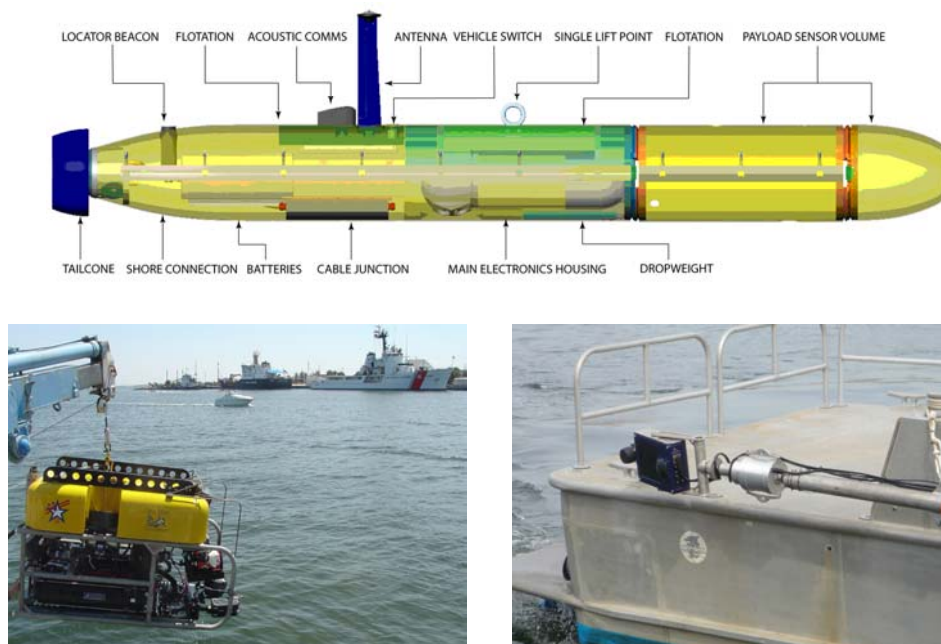 LOCATOR BEACON FLOTATION ACOUSTIC COMMS ANTENNA VEHICLE SWITCH SINGLE LIFT POINT FLOTATION PAYLOAD SENSOR VOLUME
TAILCONE SHORE CONNECTION BATTERIES CABLE JUNCTION MAIN ELECTRONICS HOUSING DROPWEIGHT